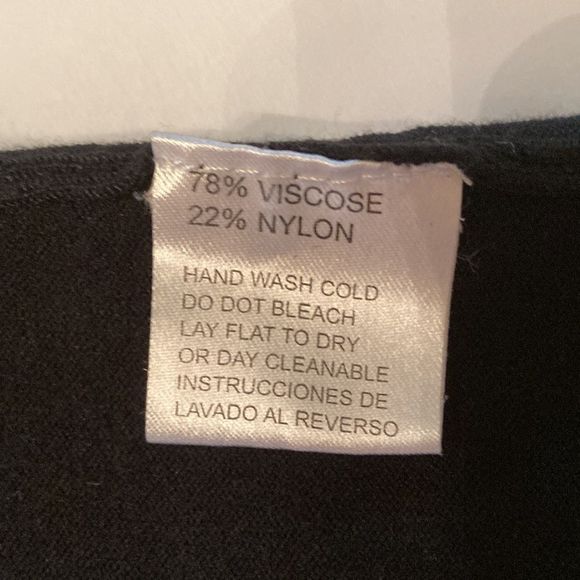 78% VISCOSE
22% NYLON
HAND WASH COLD
DO DOT BLEACH
LAY FLAT TO DRY
OR DAY CLEANABLE
INSTRUCCIONES DE
LAVADO AL REVERSO